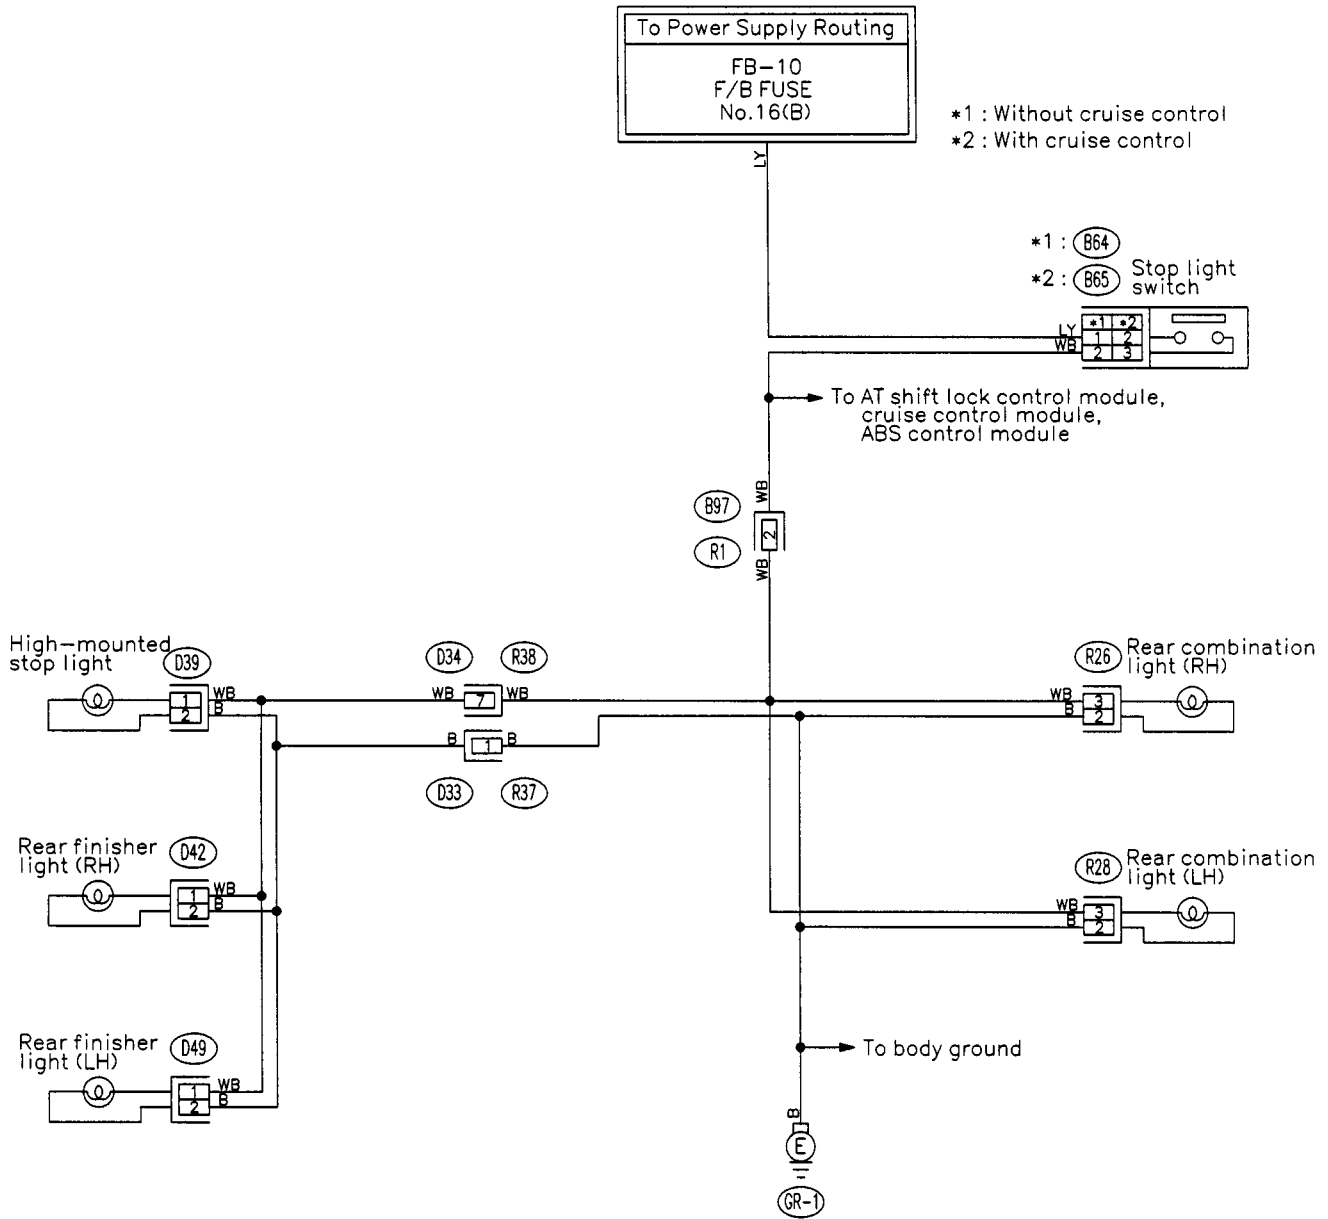 To Power Supply Routing
FB-10
F/B FUSE
No.16(B)
*1 : Without cruise control
*2 : With cruise control
LY
*1 : B64
*2 : B65
Stop light
switch
LY
WB
*1 *2
1 2
2 3
To AT shift lock control module,
cruise control module,
ABS control module
WB
B97
2
R1
WB
High-mounted
stop light
D39
1
2
WB
B
D34
R38
WB
7
WB
B
1
B
D33
R37
R26
Rear combination
light (RH)
WB
B
3
2
Rear finisher
light (RH)
D42
1
2
WB
B
R28
Rear combination
light (LH)
WB
B
3
2
Rear finisher
light (LH)
D49
1
2
WB
B
To body ground
B
E
GR-1